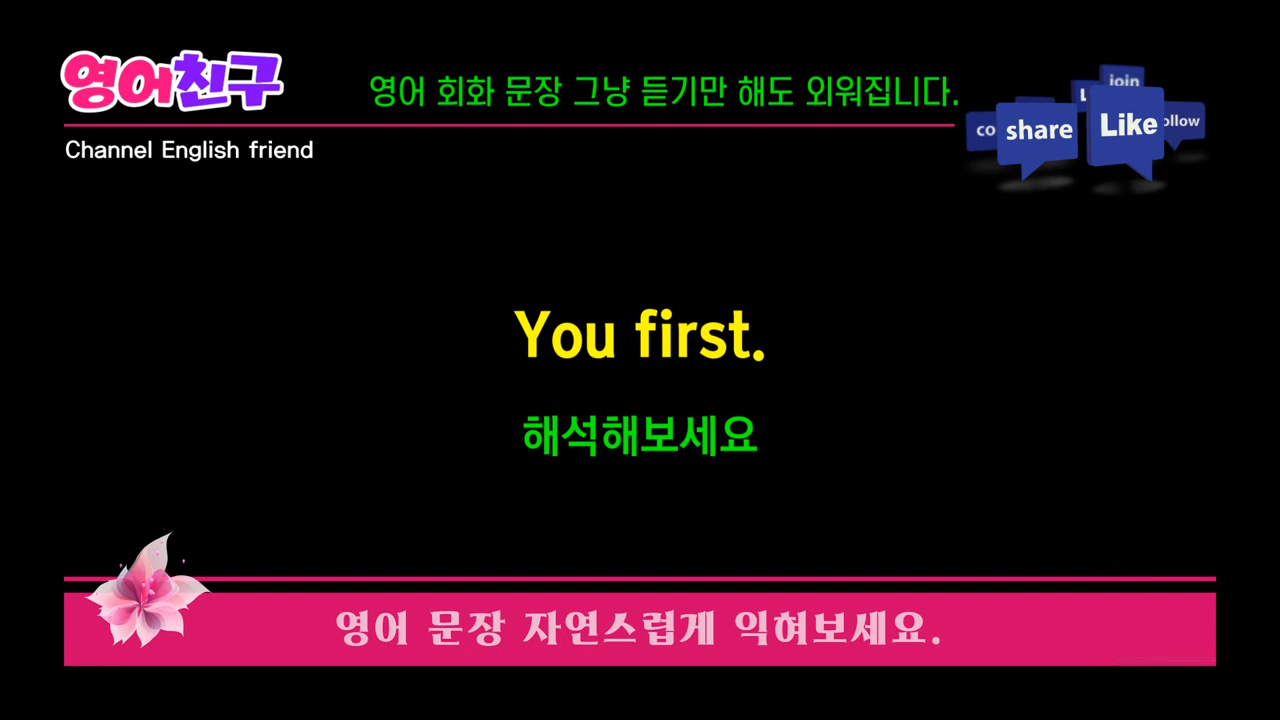 영어친구
영어 회화 문장 그냥 듣기만 해도 외워집니다.
Channel English friend
join
share
Like
You first.
해석해보세요
영어 문장 자연스럽게 익혀보세요.